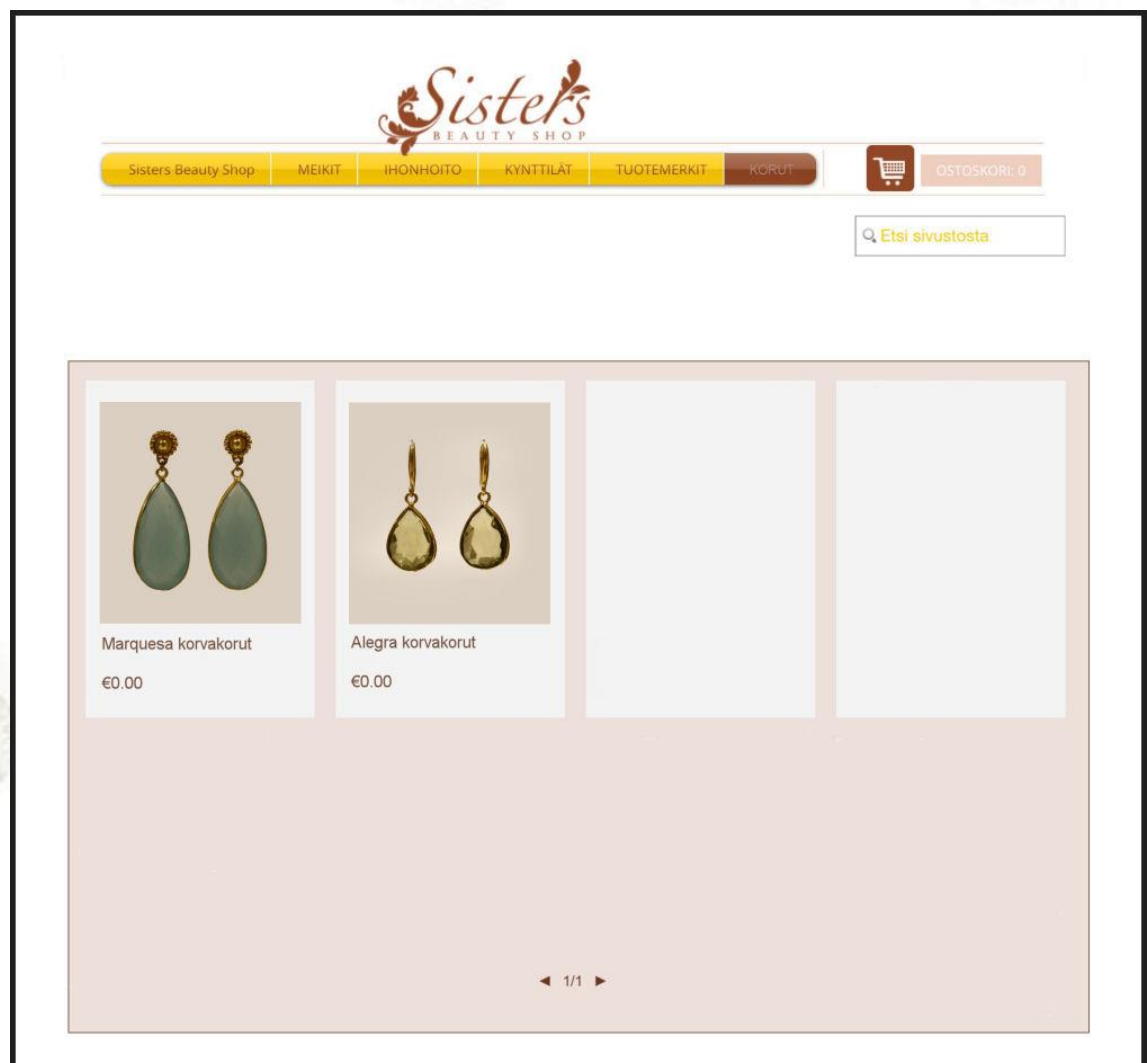 Sisters
BEAUTY SHOP
Sisters Beauty Shop MEIKIT IHONHOITO KYNTTILÄT TUOTEMERKIT KORUT
OSTOSKORI: 0
Etsi sivustosta
Marquesa korvakorut
€0.00
Alegra korvakorut
€0.00
◄ 1/1 ►